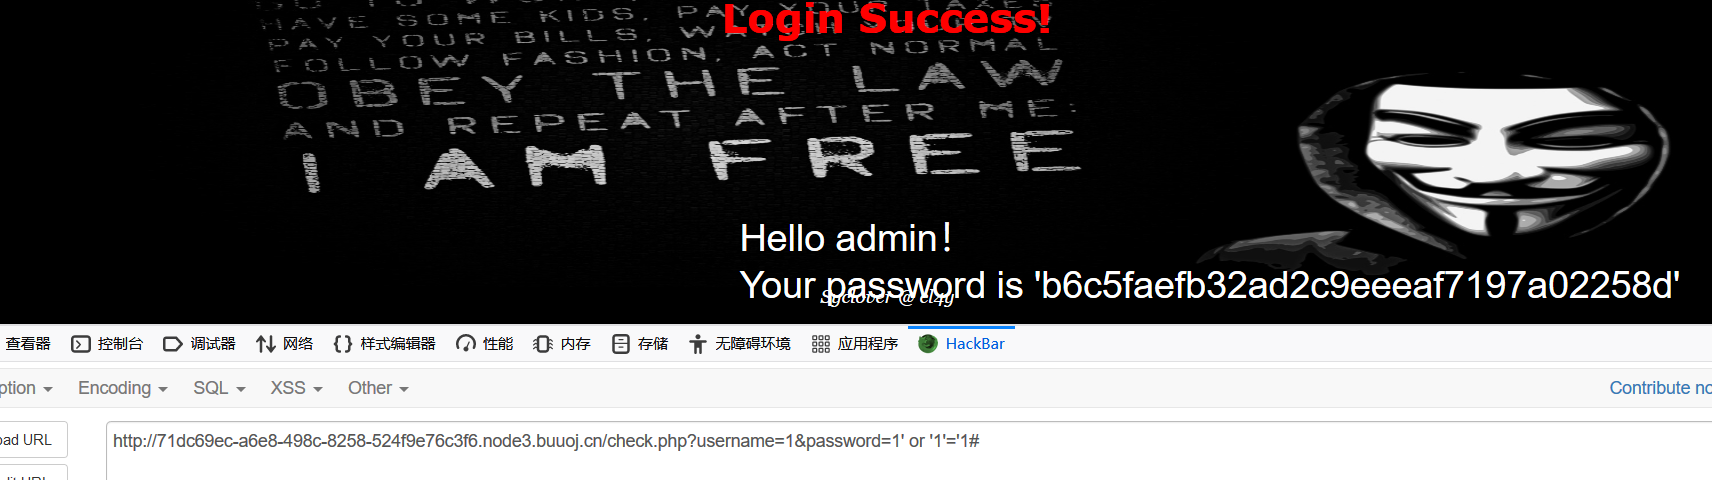 HAVE SOME KIDS, PAY YOUR TAXES
Login Success!
PAY YOUR BILLS,
FOLLOW FASHION, ACT NORMAL
OBEY THE LAW
AND REPEAT AFTER ME:
I AM FREE
Hello admin！
Your password is 'b6c5faefb32ad2c9eeeaf7197a02258d'
Syclover @ cl4y
查看器 控制台 调试器 网络 样式编辑器 性能 内存 存储 无障碍环境 应用程序 HackBar
ption Encoding SQL XSS Other Contribute no
oad URL http://71dc69ec-a6e8-498c-8258-524f9e76c3f6.node3.buuoj.cn/check.php?username=1&password=1' or '1'='1#